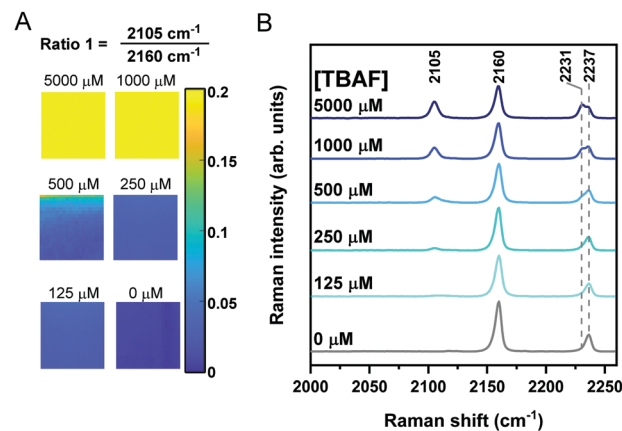 A
Ratio 1 = 2105 cm⁻¹ / 2160 cm⁻¹
5000 μM 1000 μM
500 μM 250 μM
125 μM 0 μM
0.2
0.15
0.1
0.05
0
B
2105 2160 2231 2237
[TBAF]
5000 μM
1000 μM
500 μM
250 μM
125 μM
0 μM
Raman intensity (arb. units)
2000 2050 2100 2150 2200 2250
Raman shift (cm⁻¹)